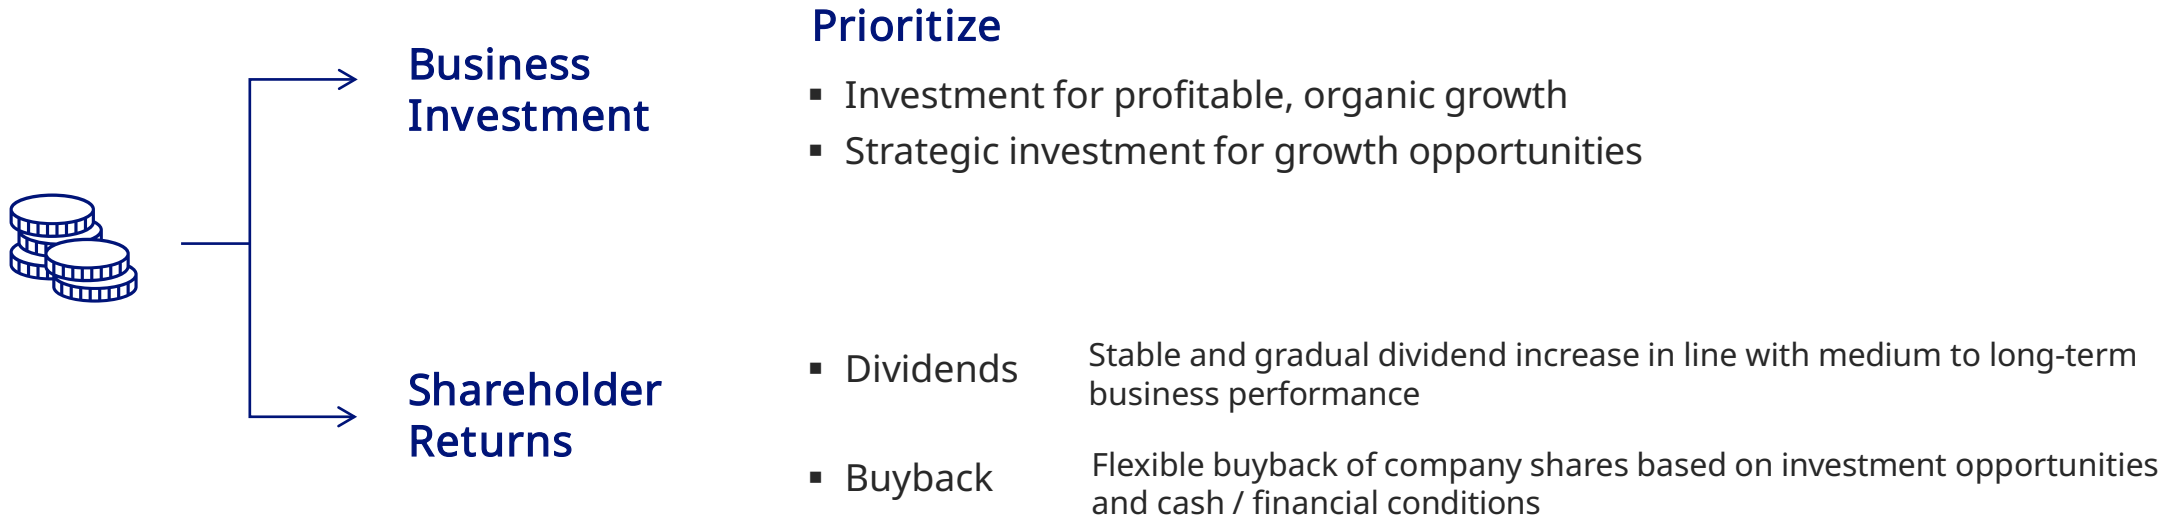 Prioritize
Business
Investment
▪ Investment for profitable, organic growth
▪ Strategic investment for growth opportunities
Shareholder
Returns
▪ Dividends
Stable and gradual dividend increase in line with medium to long-term
business performance
▪ Buyback
Flexible buyback of company shares based on investment opportunities
and cash / financial conditions